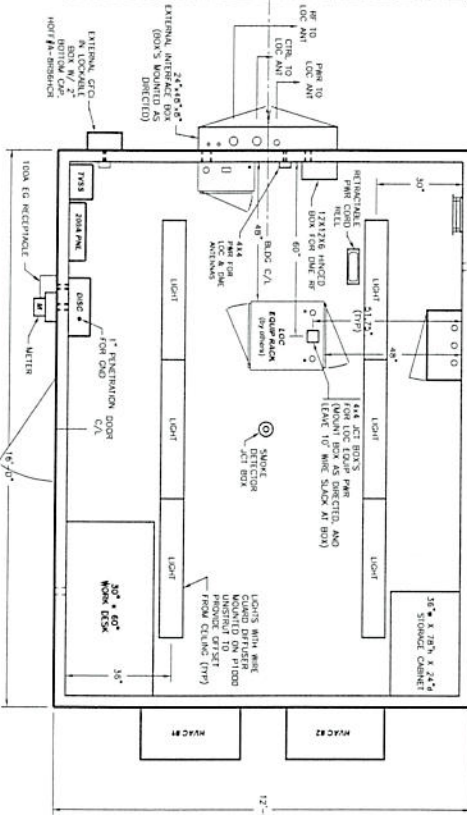 RF TO
LOC ANT
CTRL TO
LOC ANT
PWR TO
LOC ANT
24"x48"x8"
EXTERNAL INTERFACE BOX
(BOX'S MOUNTED AS
DIRECTED)
EXTERNAL GFCI
IN LOCKABLE
BOX W/ 2"
BOTTOM CAP.
RETRACTABLE
PWR CORD
REEL
30"
12X12X6 HINGED
BOX FOR DME RF
4x4
PWR FOR
LOC & DME
ANTENNAS
48"
BLDG C/L
60"
LOC
EQUIP RACK
(by others)
51.75"
(TYP)
48"
4x4 JCT BOX'S
FOR LOC EQUIP PWR
(MOUNT BOX AS DIRECTED, AND
LEAVE 10' WIRE SLACK AT BOX)
LIGHT
LIGHT
LIGHT
LIGHT
LIGHT
LIGHT
SMOKE
DETECTOR
JCT BOX
LIGHTS WITH WIRE
GUARD DIFFUSER
MOUNTED ON P1000
UNISTRUT TO
PROVIDE OFFSET
FROM CEILING (TYP)
36"w X 78"h X 24"d
STORAGE CABINET
TVSS
200A PNL
DISC
M
METER
100A EG RECEPTACLE
1" PENETRATION
FOR GND
DOOR
C/L
30" x 60"
WORK DESK
36"
HVAC #1
HVAC #2
16'/0"
12'-